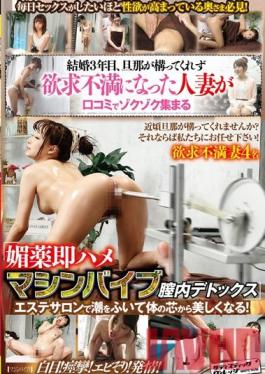 毎日セックスがしたいほど性欲が高まっている奥さま必見!
結婚3年目、旦那が構ってくれず
欲求不満になった人妻が
口コミでゾクゾク集まる
近頃旦那が構ってくれませんか?
それならば私たちにお任せ下さい!
欲求不満妻4名
媚薬即ハメ
マシンバイブ膣内デトックス
エステサロンで潮をふいて体の芯から美しくなる!
白目!痙攣!エビぞり!発情!